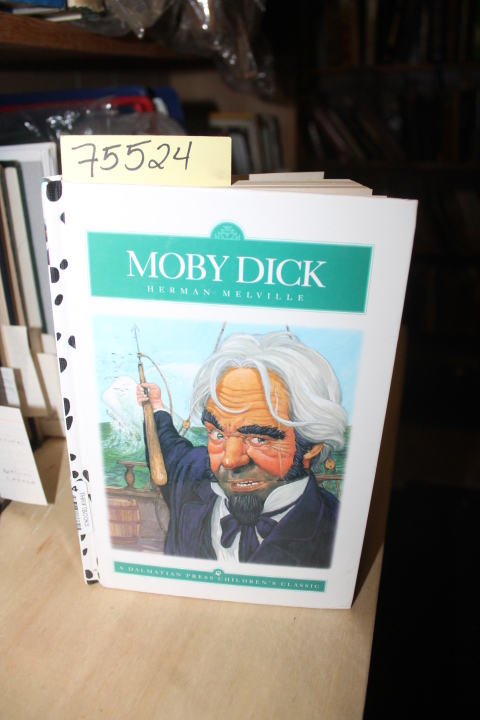 75524
MOBY DICK
HERMAN MELVILLE
A DALMATIAN PRESS CHILDREN'S CLASSIC